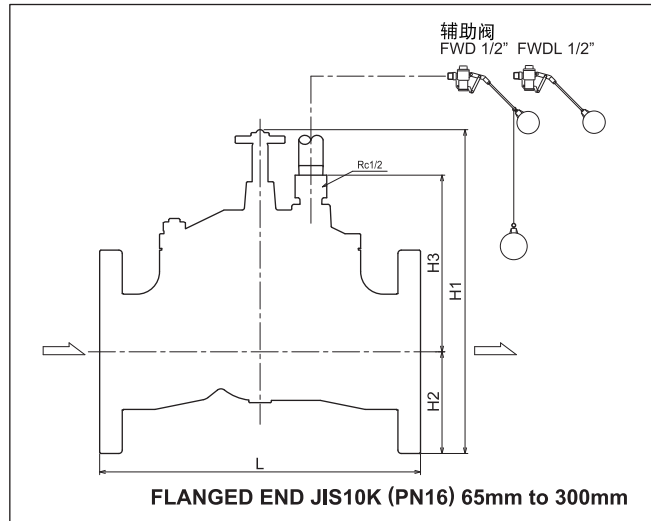 辅助阀
FWD 1/2” FWDL 1/2”
Rc1/2
H3
H1
H2
L
FLANGED END JIS10K (PN16) 65mm to 300mm